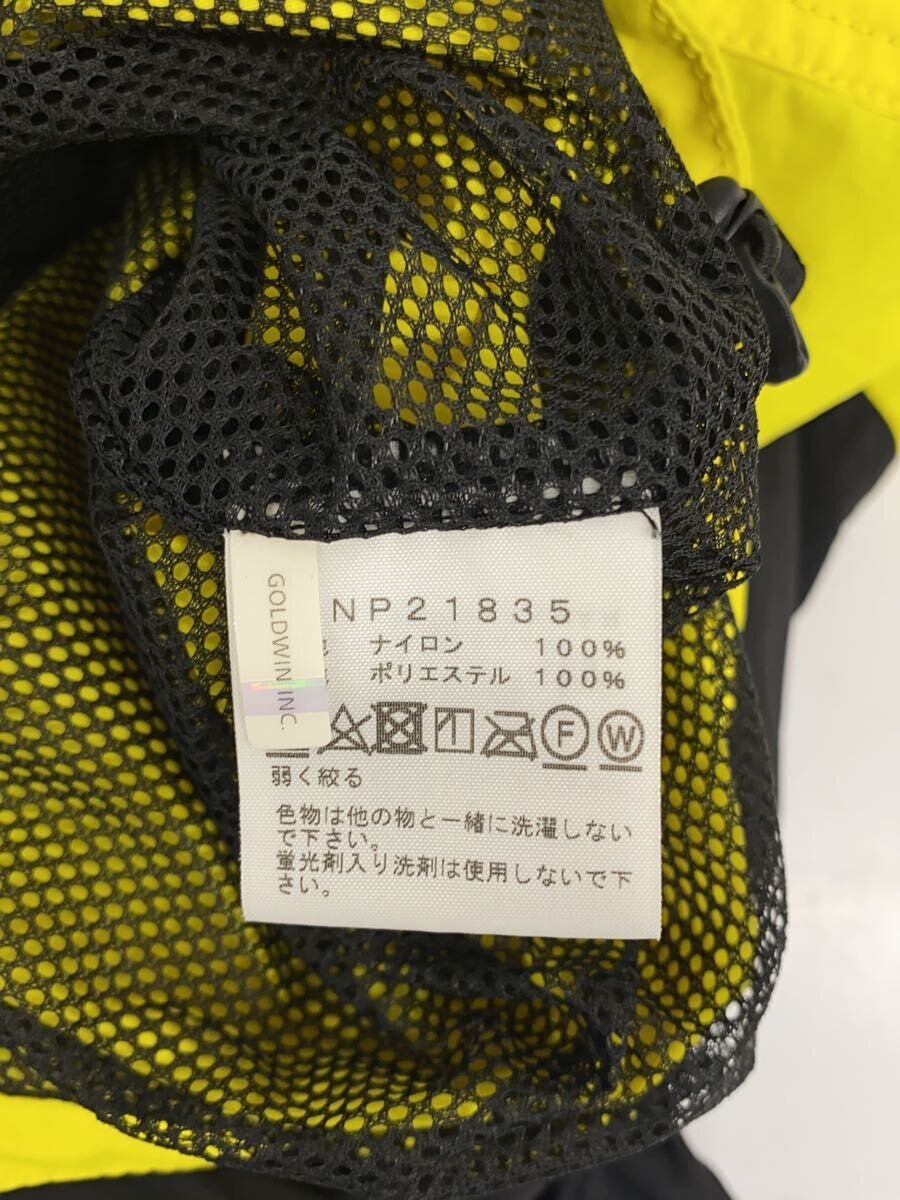 GOLDWIN INC.
NP21835
ナイロン 100%
ポリエステル 100%
F W
弱く絞る
色物は他の物と一緒に洗濯しない
で下さい。
蛍光剤入り洗剤は使用しないで下
さい。